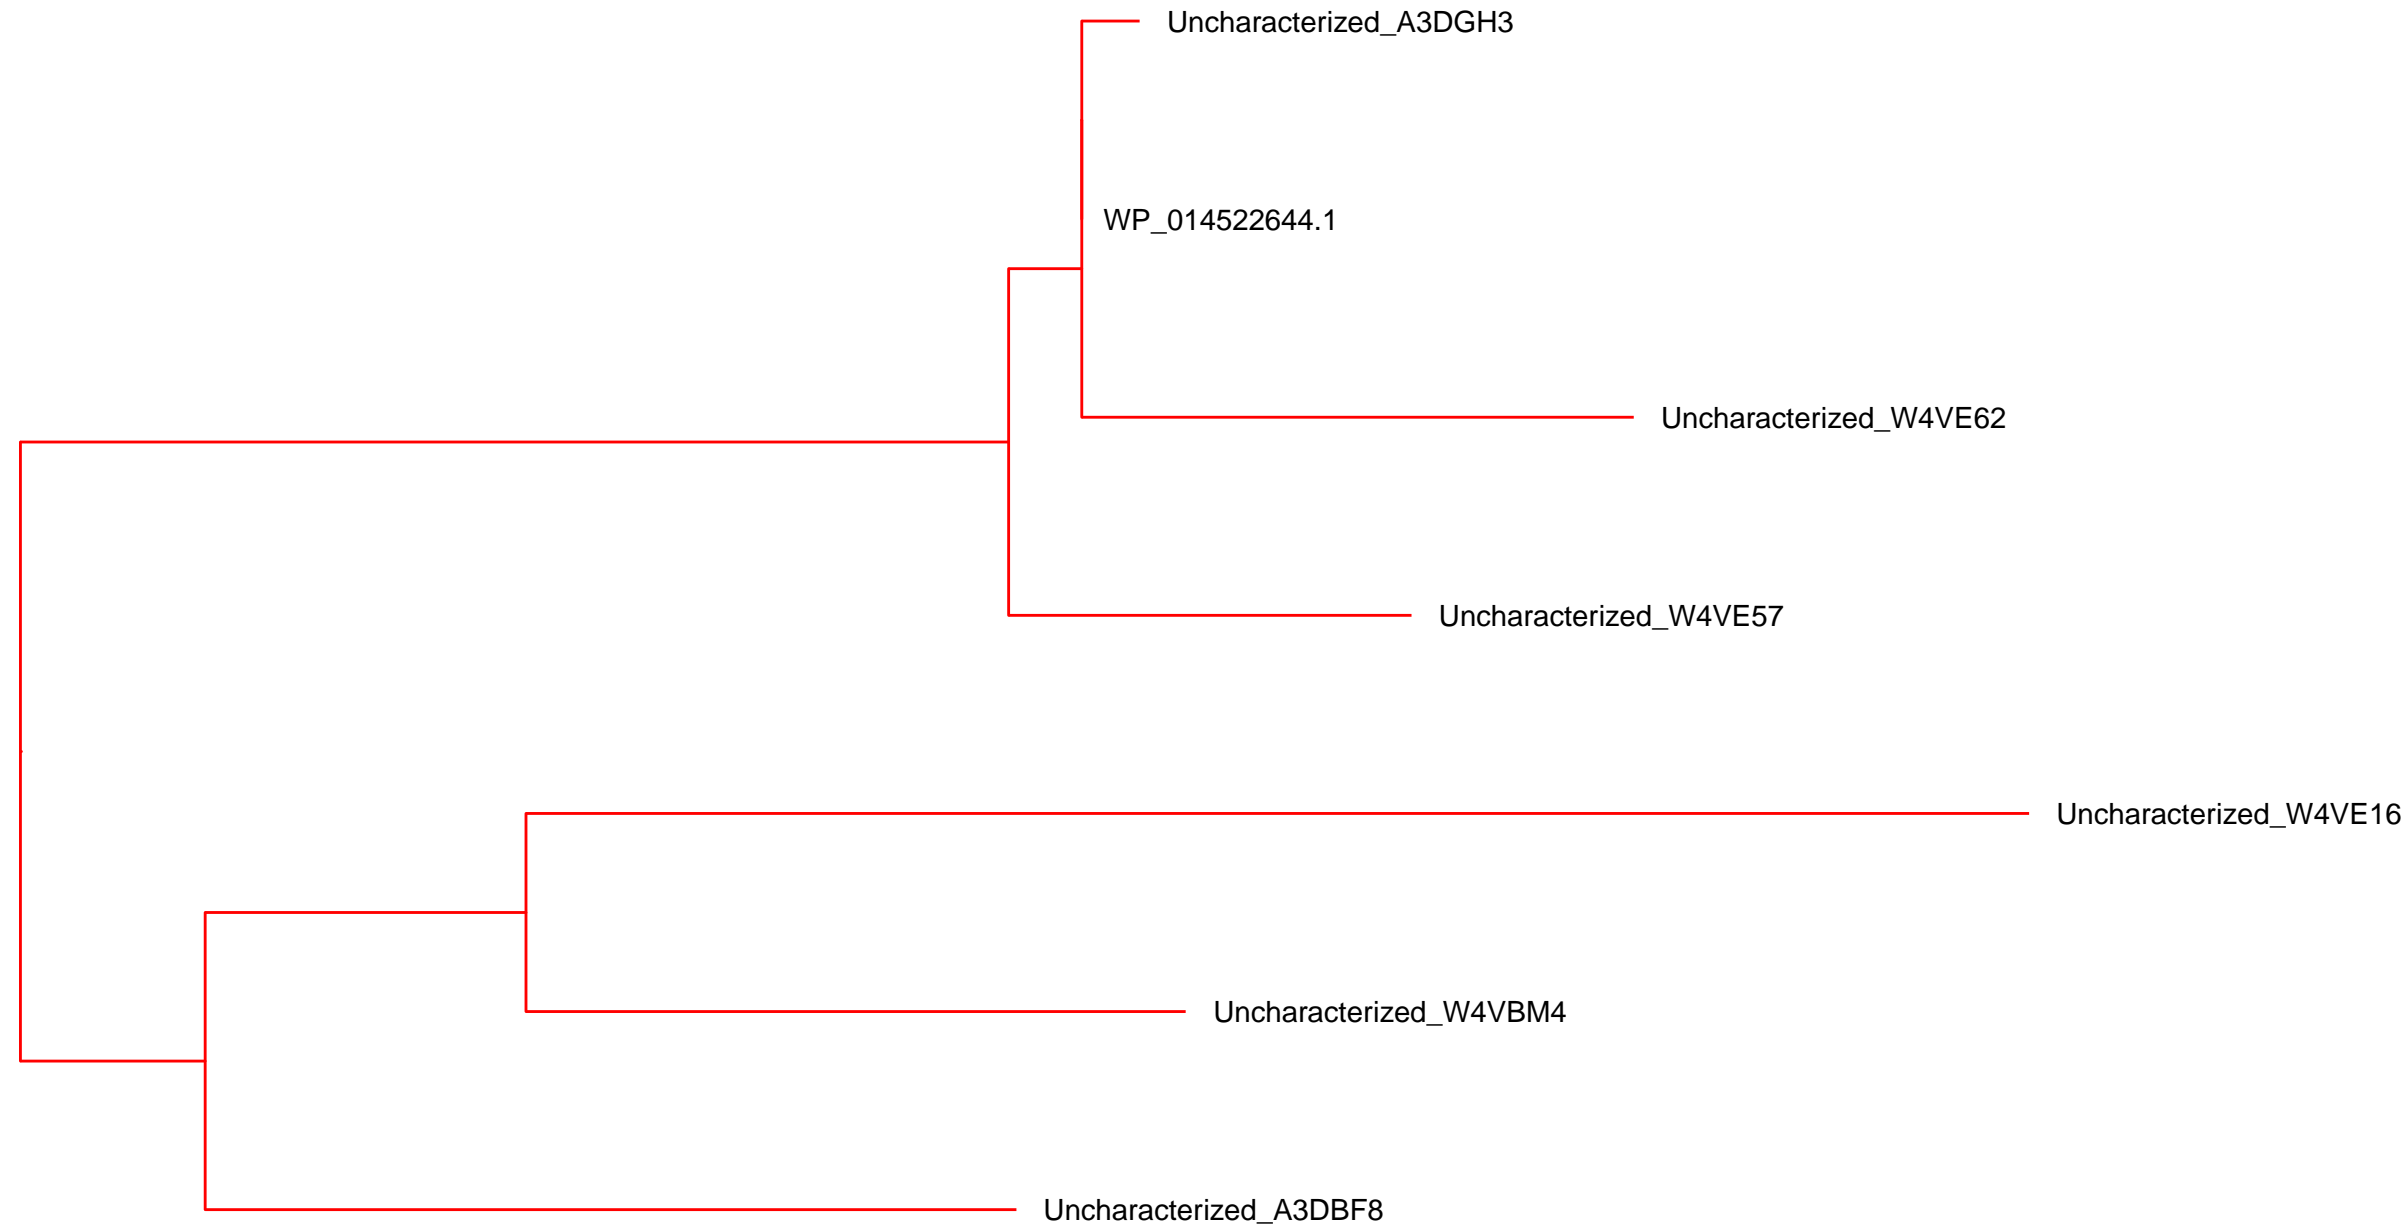 Uncharacterized_A3DGH3
WP_014522644.1
Uncharacterized_W4VE62
Uncharacterized_W4VE57
Uncharacterized_W4VE16
Uncharacterized_W4VBM4
Uncharacterized_A3DBF8